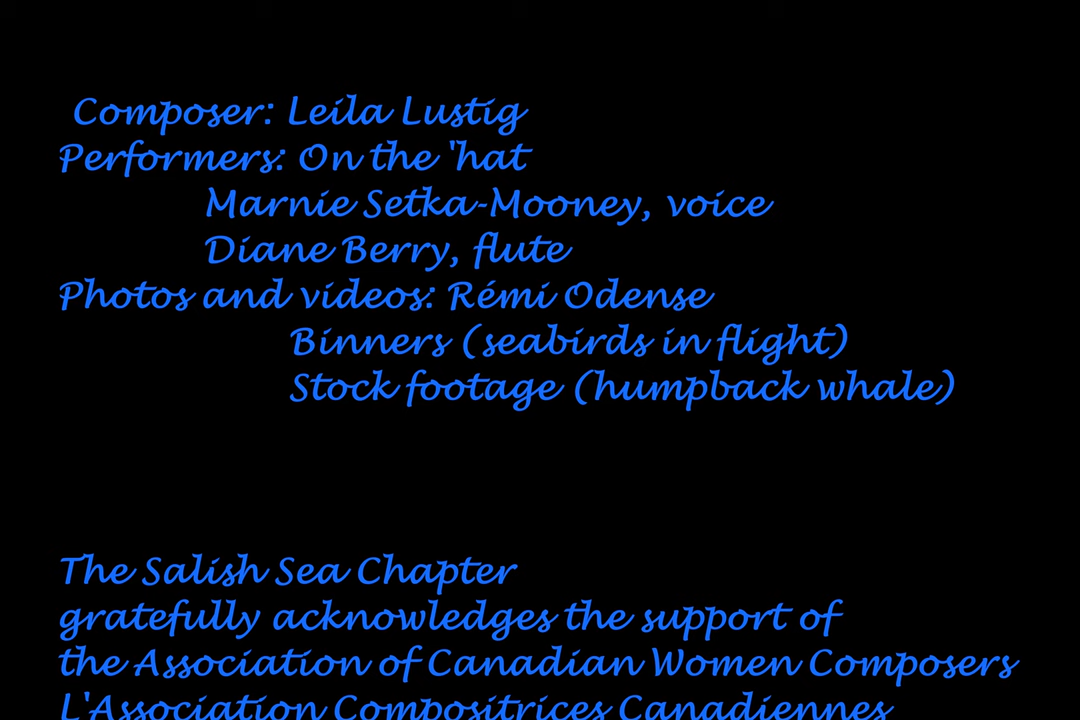 Composer: Leila Lustig
Performers: On the 'hat
Marnie Setka-Mooney, voice
Diane Berry, flute
Photos and videos: Rémi Odense
Binners (seabirds in flight)
Stock footage (humpback whale)
The Salish Sea Chapter
gratefully acknowledges the support of
the Association of Canadian Women Composers
L'Association Compositrices Canadiennes